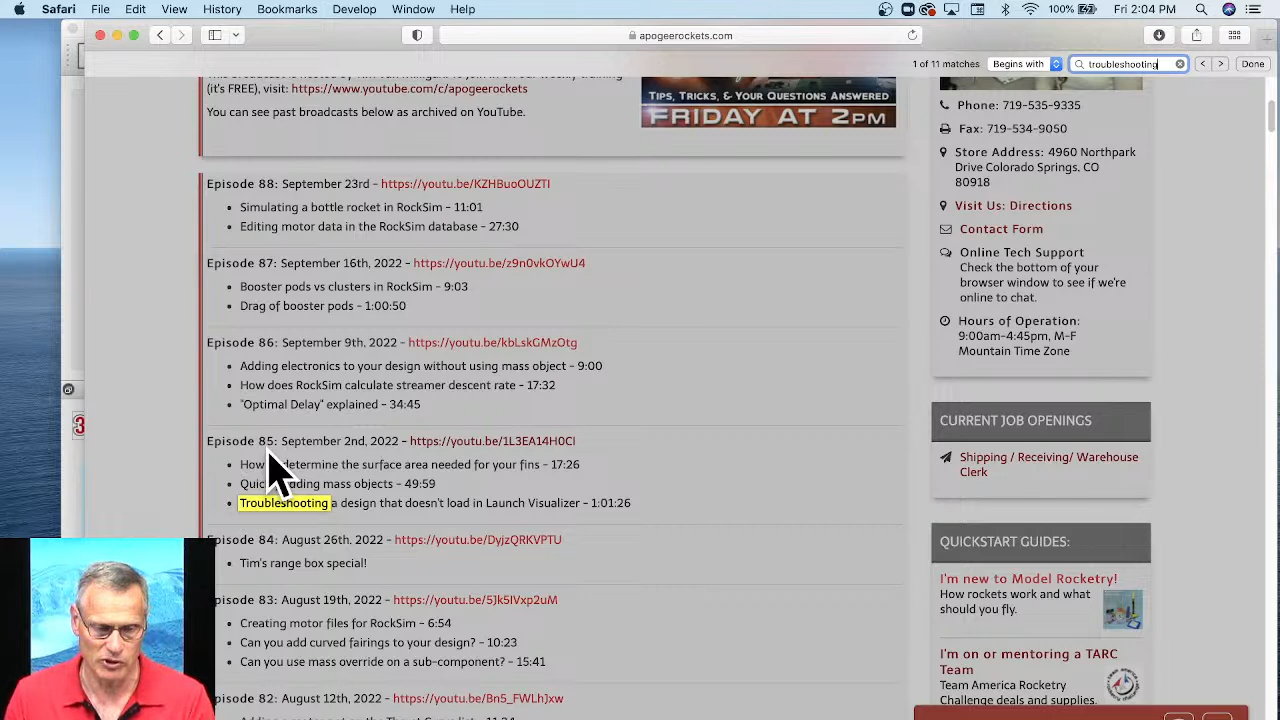 Safari File Edit View History Bookmarks Develop Window Help 100% Fri 2:04 PM
apogeerockets.com
1 of 11 matches Begins with troubleshooting Done
(it's FREE), visit: https://www.youtube.com/c/apogeerockets
You can see past broadcasts below as archived on YouTube.
TIPS, TRICKS, & YOUR QUESTIONS ANSWERED
FRIDAY AT 2PM
Episode 88: September 23rd - https://youtu.be/KZHBuoOUZTI
Simulating a bottle rocket in RockSim - 11:01
Editing motor data in the RockSim database - 27:30
Episode 87: September 16th, 2022 - https://youtu.be/z9n0vkOYwU4
Booster pods vs clusters in RockSim - 9:03
Drag of booster pods - 1:00:50
Episode 86: September 9th, 2022 - https://youtu.be/kbLskGMzOtg
Adding electronics to your design without using mass object - 9:00
How does RockSim calculate streamer descent rate - 17:32
"Optimal Delay" explained - 34:45
Episode 85: September 2nd, 2022 - https://youtu.be/1L3EA14H0CI
How determine the surface area needed for your fins - 17:26
mass objects - 49:59
Troubleshooting a design that doesn't load in Launch Visualizer - 1:01:26
Episode 84: August 26th, 2022 - https://youtu.be/DyjzQRKVPTU
Tim's range box special!
Episode 83: August 19th, 2022 - https://youtu.be/5Jk5IVxp2uM
Creating motor files for RockSim - 6:54
Can you add curved fairings to your design? - 10:23
Can you use mass override on a sub-component? - 15:41
Episode 82: August 12th, 2022 - https://youtu.be/Bn5_FWLhJxw
Phone: 719-535-9335
Fax: 719-534-9050
Store Address: 4960 Northpark
Drive Colorado Springs, CO
80918
Visit Us: Directions
Contact Form
Online Tech Support
Check the bottom of your
browser window to see if we're
online to chat.
Hours of Operation:
9:00am-4:45pm, M-F
Mountain Time Zone
CURRENT JOB OPENINGS
Shipping / Receiving/ Warehouse
Clerk
QUICKSTART GUIDES:
I'm new to Model Rocketry!
How rockets work and what
should you fly.
I'm on or mentoring a TARC
Team
Team America Rocketry
Challenge deals and supplies.